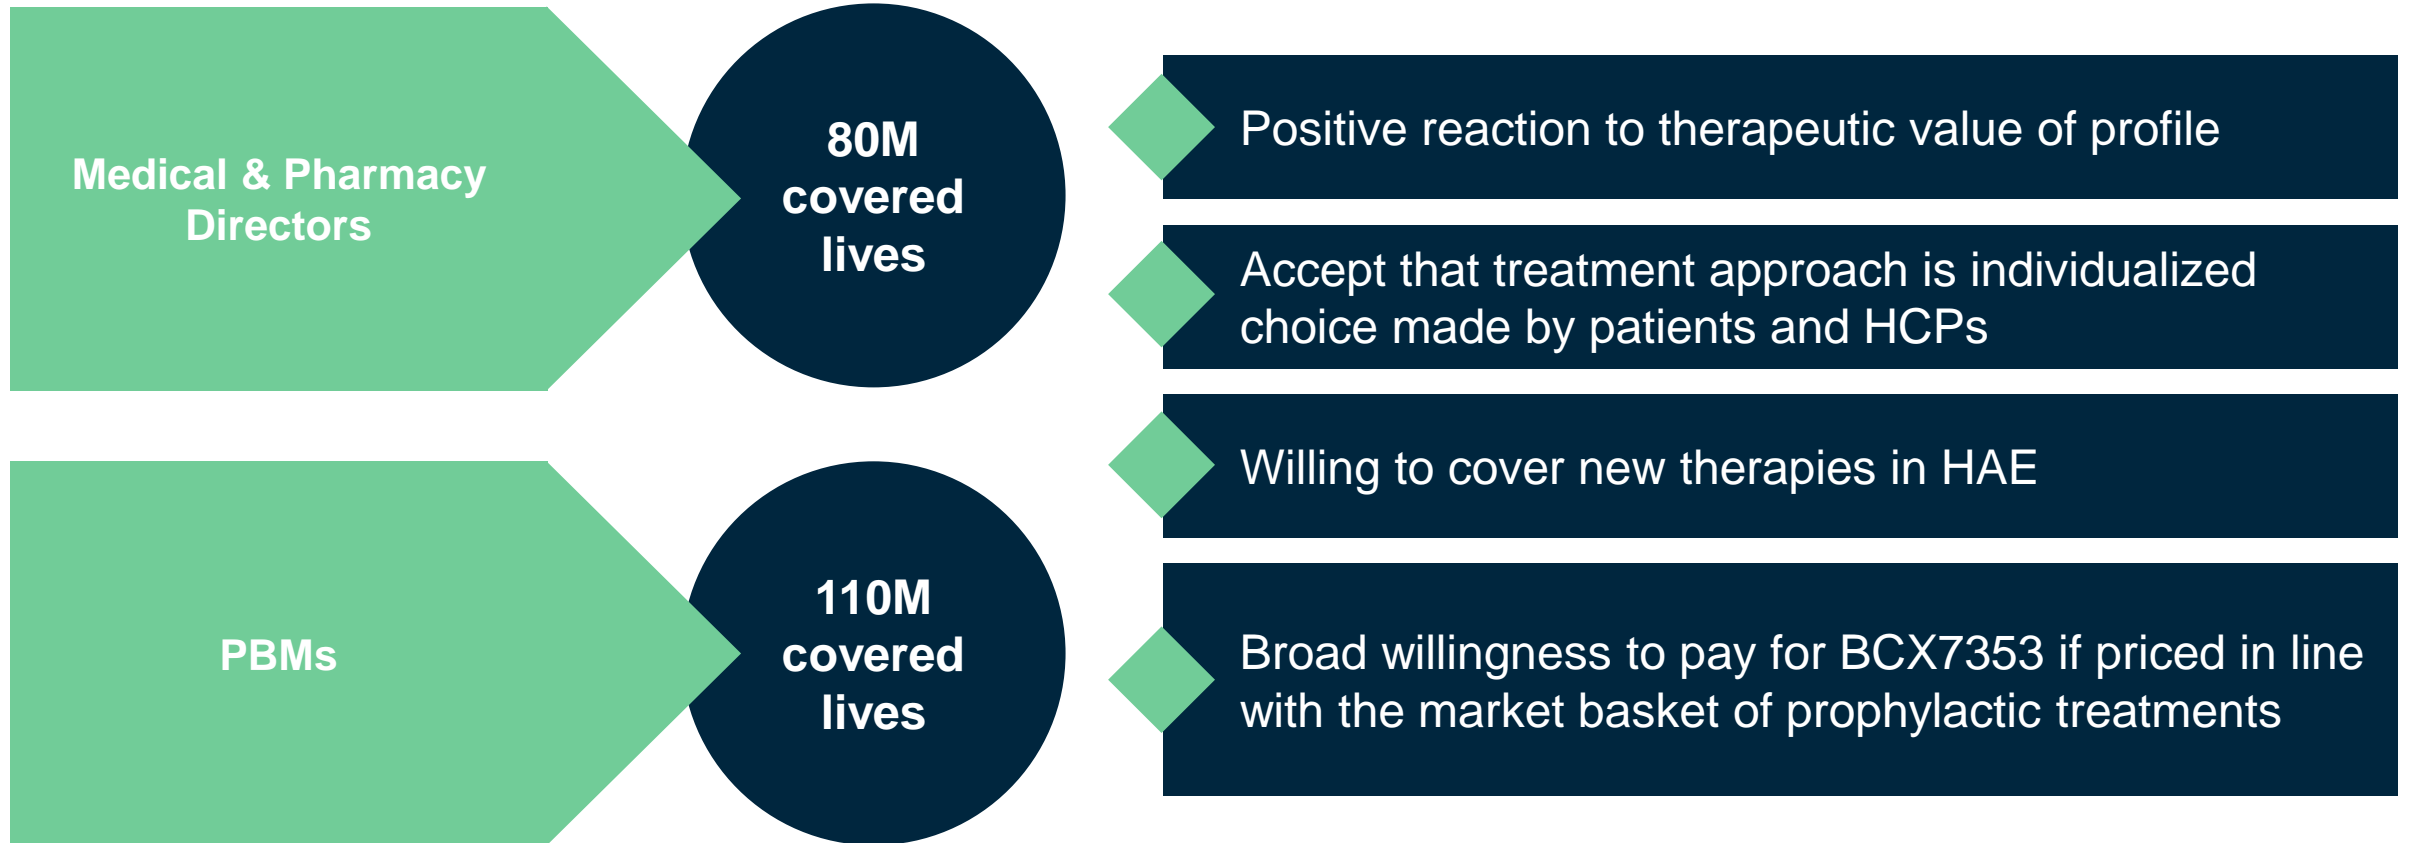 Medical & Pharmacy
Directors
80M
covered
lives
PBMs
110M
covered
lives
Positive reaction to therapeutic value of profile
Accept that treatment approach is individualized
choice made by patients and HCPs
Willing to cover new therapies in HAE
Broad willingness to pay for BCX7353 if priced in line
with the market basket of prophylactic treatments